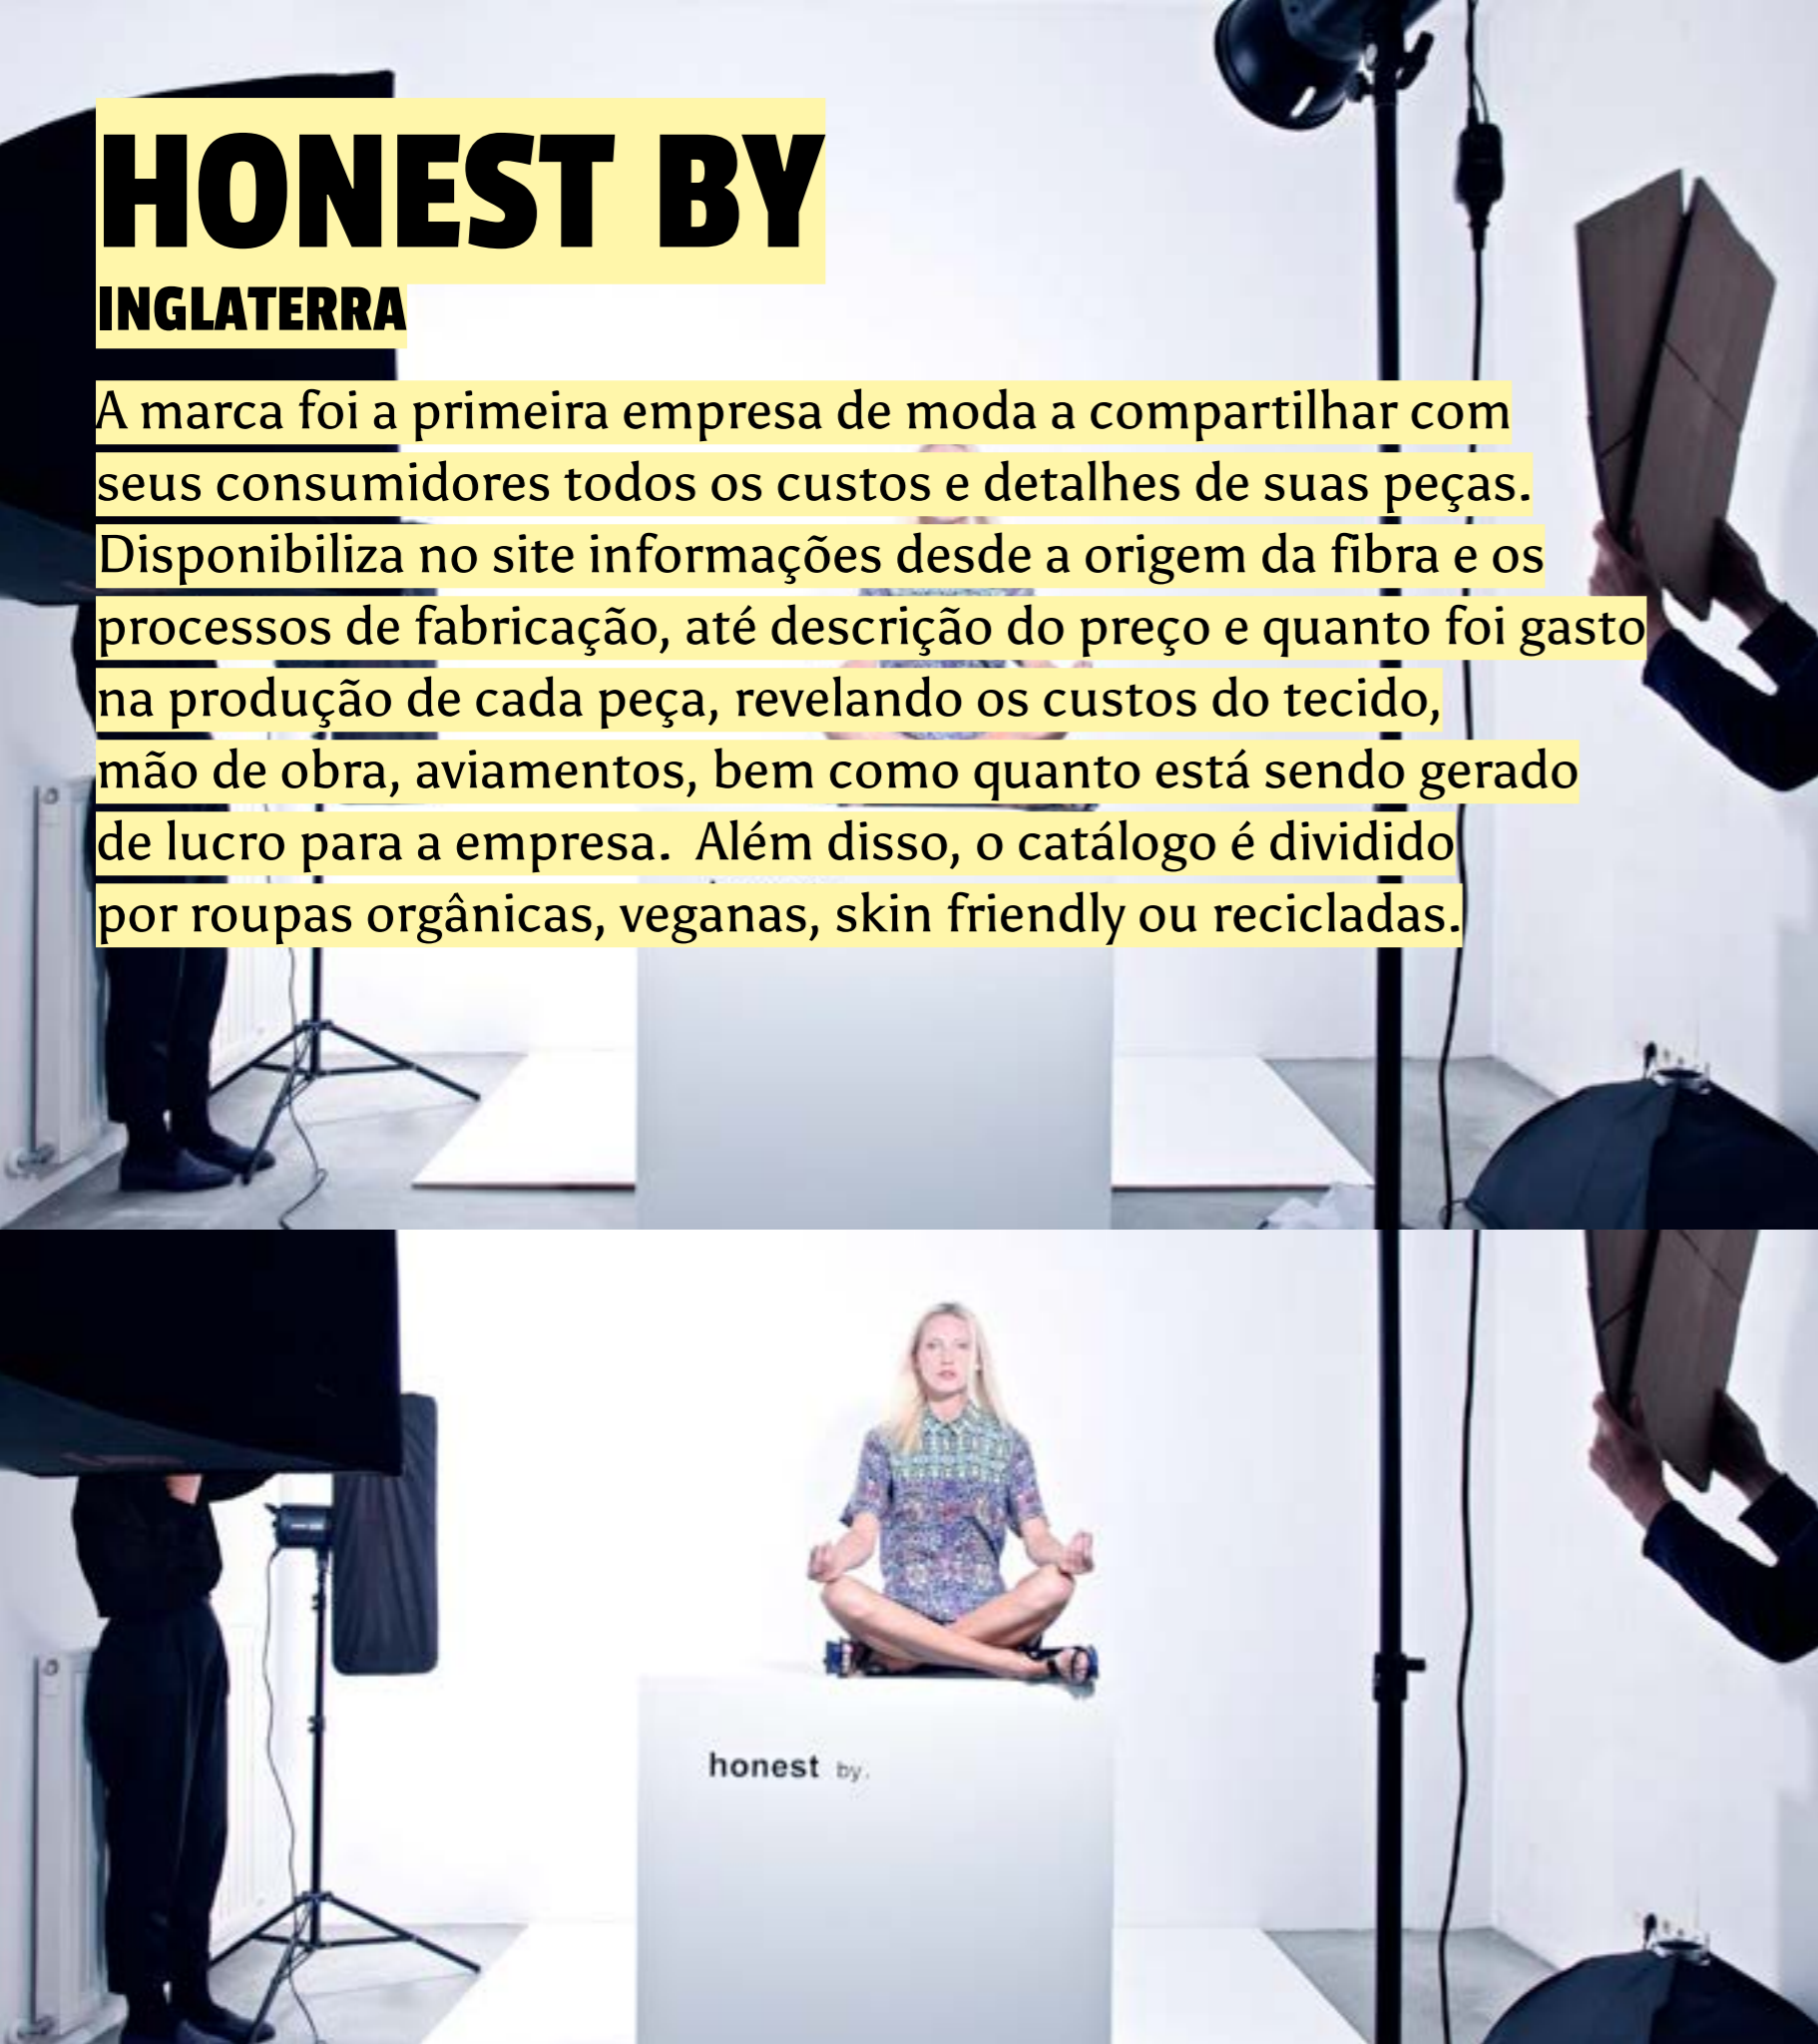 HONEST BY
INGLATERRA
A marca foi a primeira empresa de moda a compartilhar com
seus consumidores todos os custos e detalhes de suas peças.
Disponibiliza no site informações desde a origem da fibra e os
processos de fabricação, até descrição do preço e quanto foi gasto
na produção de cada peça, revelando os custos do tecido,
mão de obra, aviamentos, bem como quanto está sendo gerado
de lucro para a empresa.  Além disso, o catálogo é dividido
por roupas orgânicas, veganas, skin friendly ou recicladas.
honest by.